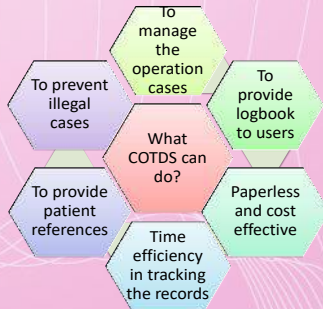 To
manage
the
operation
cases
To
provide
logbook
to users
Paperless
and cost
effective
Time
efficiency
in tracking
the records
To provide
patient
references
To prevent
illegal
cases
What
COTDS can
do?